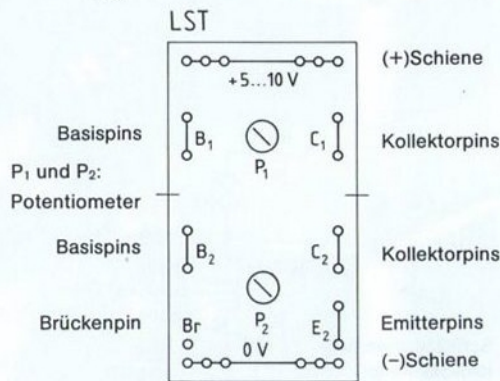 LST
(+)Schiene
+5...10 V
Basispins
B₁
P₁
C₁
Kollektorpins
P₁ und P₂:
Potentiometer
Basispins
B₂
C₂
Kollektorpins
Brückenpin
Br
P₂
E₂
Emitterpins
0 V
(−)Schiene